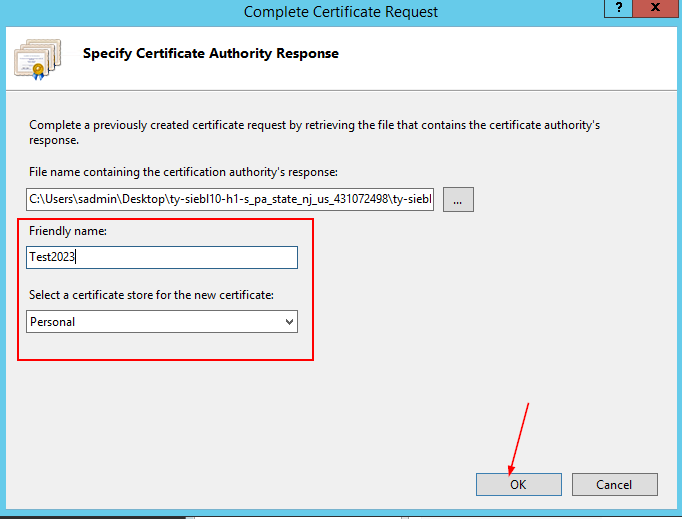 Complete Certificate Request
?
x
Specify Certificate Authority Response
Complete a previously created certificate request by retrieving the file that contains the certificate authority's
response.
File name containing the certification authority's response:
C:\Users\sadmin\Desktop\ty-siebl10-h1-s_pa_state_nj_us_431072498\ty-siebl
...
Friendly name:
Test2023
Select a certificate store for the new certificate:
Personal
OK
Cancel